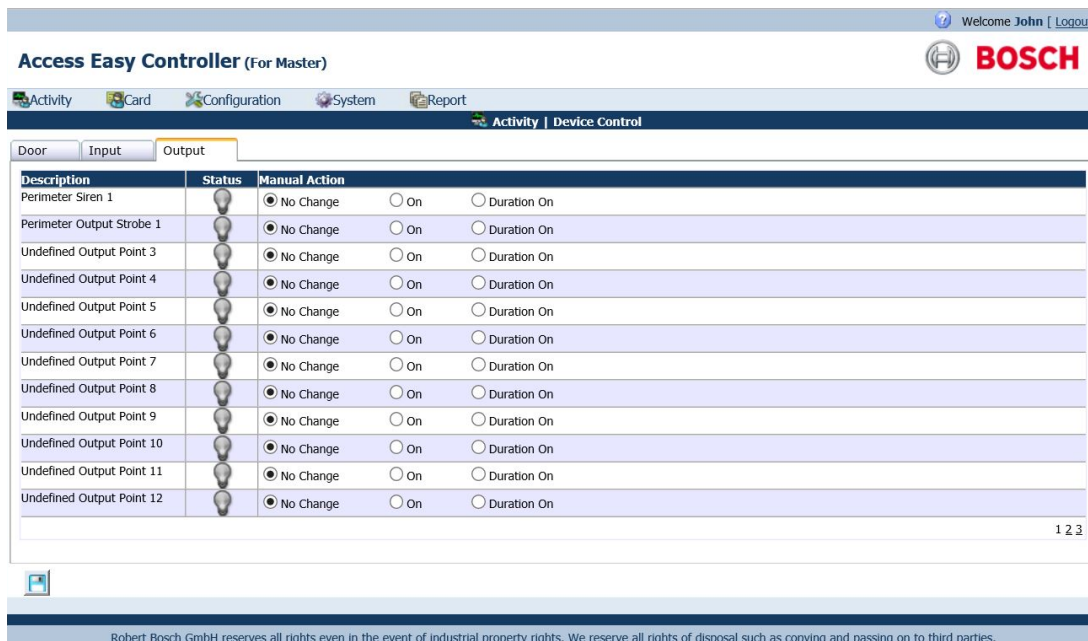 Welcome John [ Logou
Access Easy Controller (For Master)
BOSCH
Activity Card Configuration System Report
Activity | Device Control
Door Input Output
Description Status Manual Action
Perimeter Siren 1 No Change On Duration On
Perimeter Output Strobe 1 No Change On Duration On
Undefined Output Point 3 No Change On Duration On
Undefined Output Point 4 No Change On Duration On
Undefined Output Point 5 No Change On Duration On
Undefined Output Point 6 No Change On Duration On
Undefined Output Point 7 No Change On Duration On
Undefined Output Point 8 No Change On Duration On
Undefined Output Point 9 No Change On Duration On
Undefined Output Point 10 No Change On Duration On
Undefined Output Point 11 No Change On Duration On
Undefined Output Point 12 No Change On Duration On
1 2 3
Robert Bosch GmbH reserves all rights even in the event of industrial property rights. We reserve all rights of disposal such as copying and passing on to third parties.